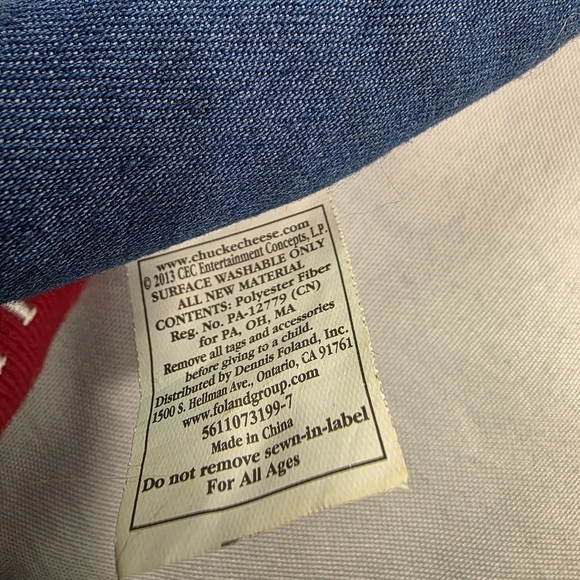 www.chuckecheese.com
© 2013 CEC Entertainment Concepts, L.P.
SURFACE WASHABLE ONLY
ALL NEW MATERIAL
CONTENTS: Polyester Fiber
Reg. No. PA-12779 (CN)
for PA, OH, MA
Remove all tags and accessories
before giving to a child.
Distributed by Dennis Foland, Inc.
1500 S. Hellman Ave., Ontario, CA 91761
www.folandgroup.com
5611073199-7
Made in China
Do not remove sewn-in-label
For All Ages